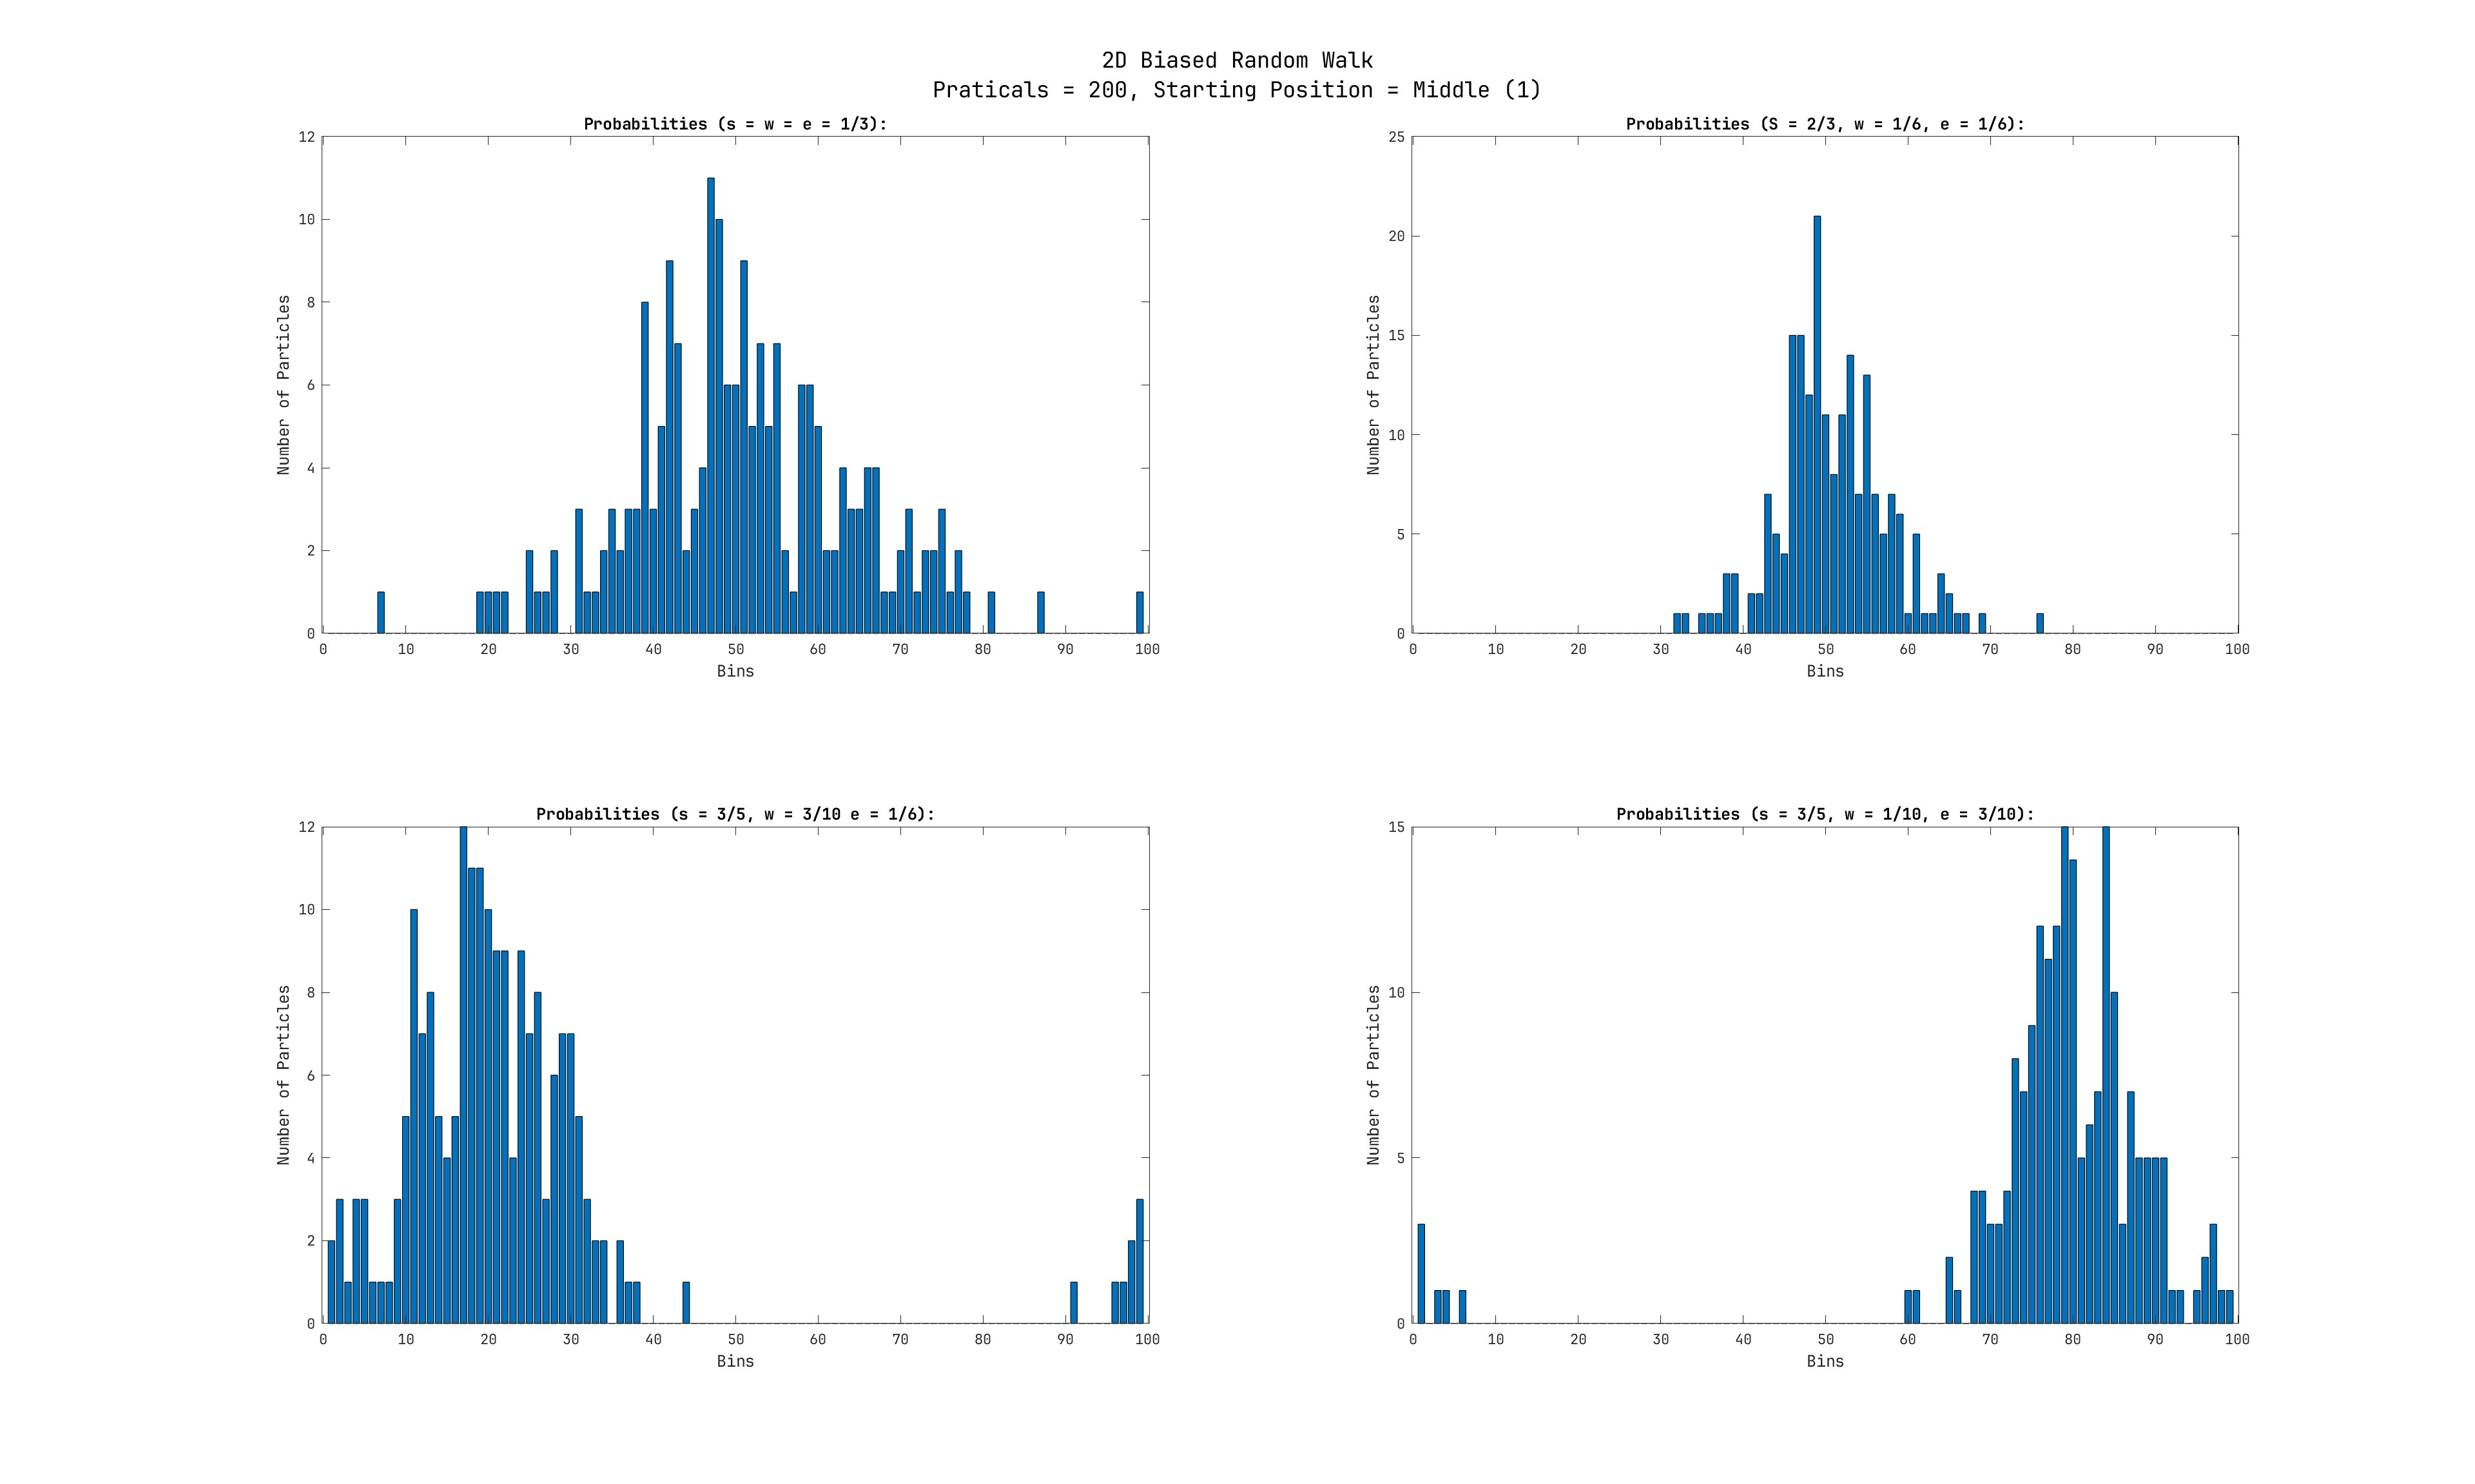 2D Biased Random Walk
Praticals = 200, Starting Position = Middle (1)
Probabilities (s = w = e = 1/3):
12
10
8
6
4
2
0
Number of Particles
0 10 20 30 40 50 60 70 80 90 100
Bins
Probabilities (S = 2/3, w = 1/6, e = 1/6):
25
20
15
10
5
0
Number of Particles
0 10 20 30 40 50 60 70 80 90 100
Bins
Probabilities (s = 3/5, w = 3/10 e = 1/6):
12
10
8
6
4
2
0
Number of Particles
0 10 20 30 40 50 60 70 80 90 100
Bins
Probabilities (s = 3/5, w = 1/10, e = 3/10):
15
10
5
0
Number of Particles
0 10 20 30 40 50 60 70 80 90 100
Bins